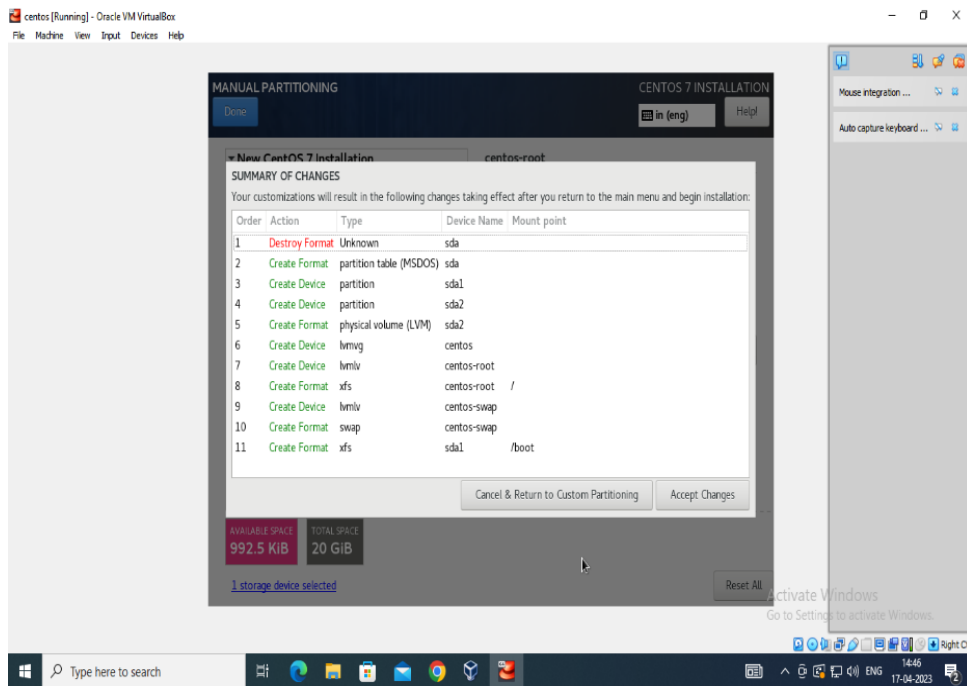 centos [Running] - Oracle VM VirtualBox
File Machine View Input Devices Help
MANUAL PARTITIONING
CENTOS 7 INSTALLATION
Done
in (eng)
Help!
New CentOS 7 Installation
centos-root
SUMMARY OF CHANGES
Your customizations will result in the following changes taking effect after you return to the main menu and begin installation:
Order Action Type Device Name Mount point
1 Destroy Format Unknown sda
2 Create Format partition table (MSDOS) sda
3 Create Device partition sda1
4 Create Device partition sda2
5 Create Format physical volume (LVM) sda2
6 Create Device lvmvg centos
7 Create Device lvmlv centos-root
8 Create Format xfs centos-root /
9 Create Device lvmlv centos-swap
10 Create Format swap centos-swap
11 Create Format xfs sda1 /boot
Cancel & Return to Custom Partitioning
Accept Changes
AVAILABLE SPACE
992.5 KiB
TOTAL SPACE
20 GiB
1 storage device selected
Reset All
Mouse integration ...
Auto capture keyboard ...
Activate Windows
Go to Settings to activate Windows.
Right C
Type here to search
ENG
14:46
17-04-2023
2